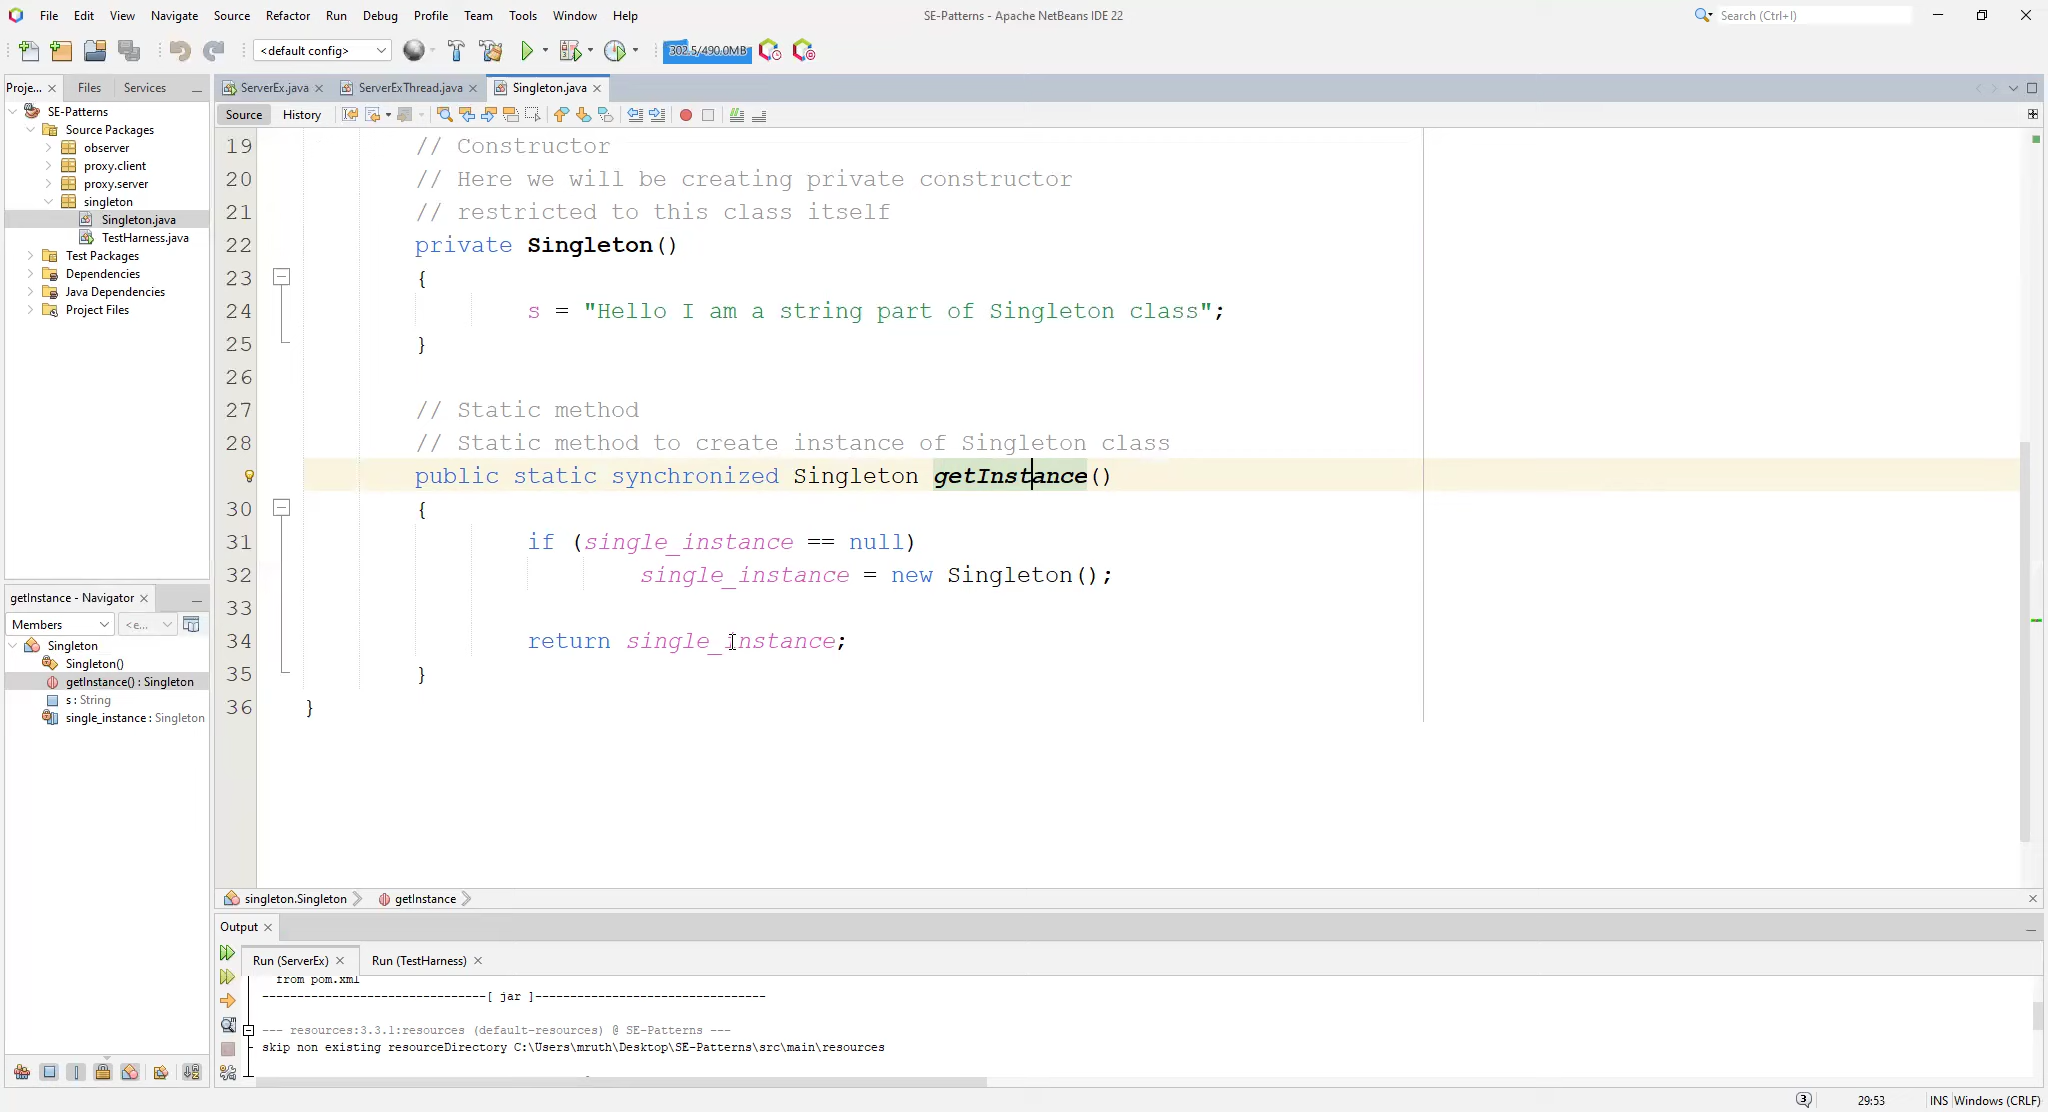 File Edit View Navigate Source Refactor Run Debug Profile Team Tools Window Help
SE-Patterns - Apache NetBeans IDE 22
Search (Ctrl+I)
<default config>
302.5/490.0MB
Proje...
Files
Services
ServerEx.java
ServerExThread.java
Singleton.java
Source
History
SE-Patterns
Source Packages
observer
proxy.client
proxy.server
singleton
Singleton.java
TestHarness.java
Test Packages
Dependencies
Java Dependencies
Project Files
19 // Constructor
20 // Here we will be creating private constructor
21 // restricted to this class itself
22 private Singleton()
23 {
24 s = "Hello I am a string part of Singleton class";
25 }
26
27 // Static method
28 // Static method to create instance of Singleton class
public static synchronized Singleton getInstance()
30 {
31 if (single_instance == null)
32 single_instance = new Singleton();
33
34 return single_instance;
35 }
36 }
getInstance - Navigator
Members
<e...
Singleton
Singleton()
getInstance() : Singleton
s : String
single_instance : Singleton
singleton.Singleton
getInstance
Output
Run (ServerEx)
Run (TestHarness)
from pom.xml
--------------------------------[ jar ]---------------------------------
--- resources:3.3.1:resources (default-resources) @ SE-Patterns ---
skip non existing resourceDirectory C:\Users\mruth\Desktop\SE-Patterns\src\main\resources
3
29:53
INS
Windows (CRLF)